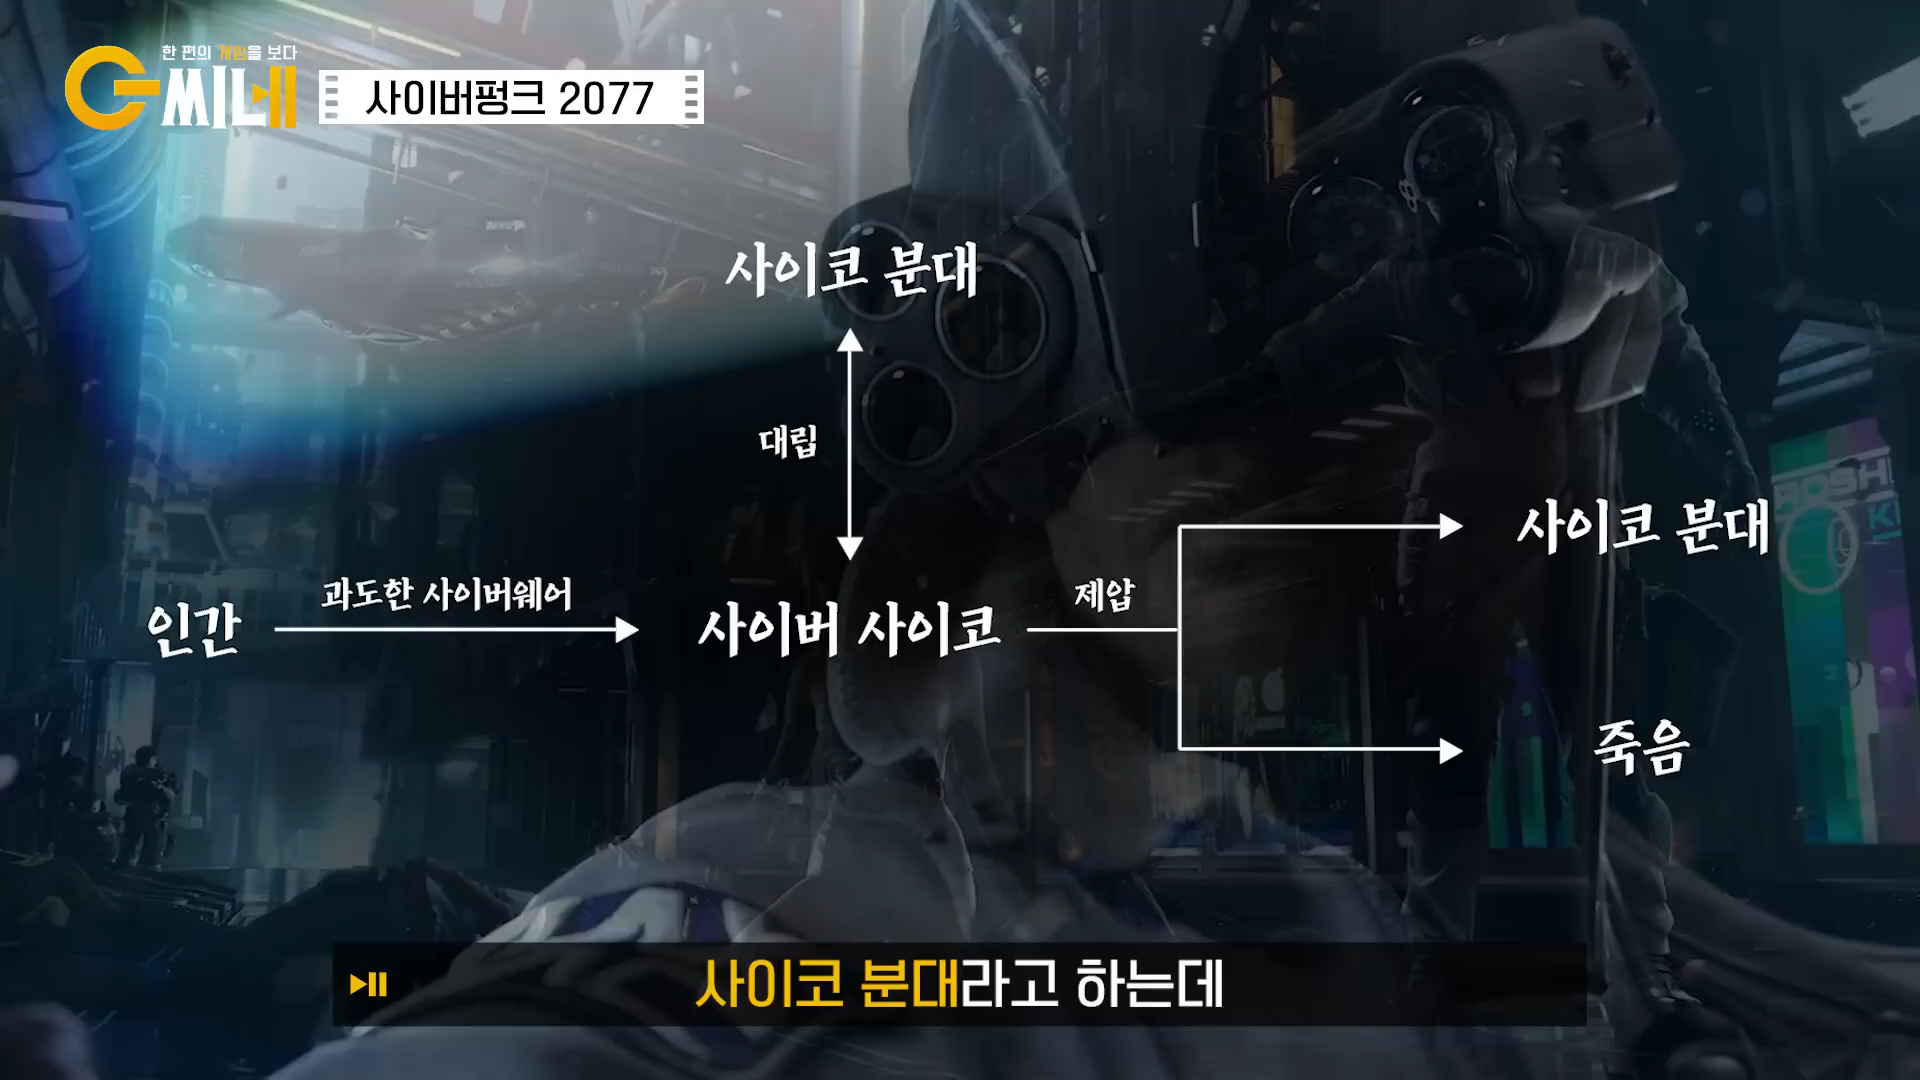 한 편의 게임을 보다
G씨네
사이버펑크 2077
사이코 분대
대립
사이코 분대
과도한 사이버웨어
제압
인간
사이버 사이코
죽음
사이코 분대라고 하는데